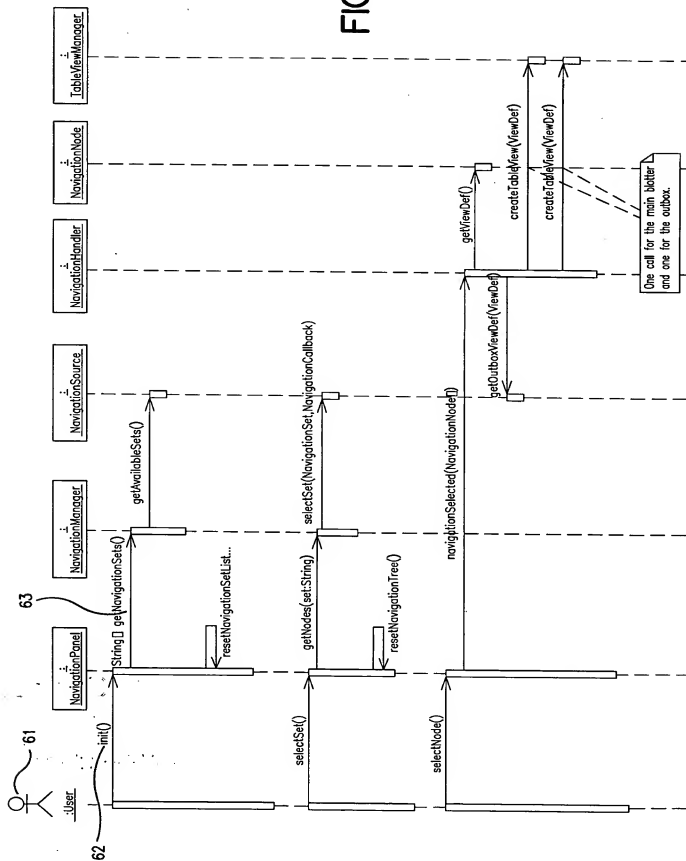 61
:User
62
init()
63
:
NavigationPanel
:
NavigationManager
:
NavigationSource
:
NavigationHandler
:
NavigationNode
:
TableViewManager
FIG
String[] getNavigationSets()
getAvailableSets()
resetNavigationSetList...
selectSet()
getNodes(set:String)
selectSet(NavigationSet,NavigationCallback)
resetNavigationTree()
selectNode()
navigationSelected(NavigationNode[])
getViewDef()
getOutboxViewDef(ViewDef)
createTableView(ViewDef)
createTableView(ViewDef)
One call for the main blotter
and one for the outbox.